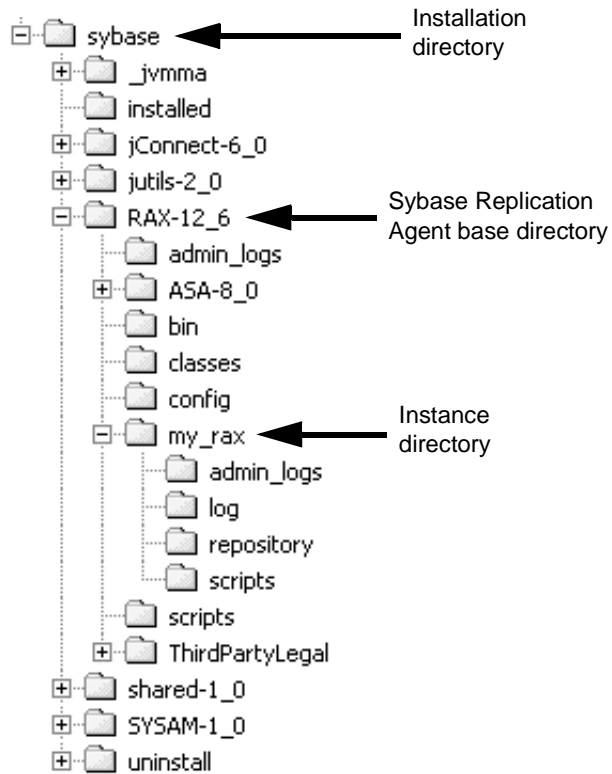 sybase
Installation
directory
_jvmma
installed
jConnect-6_0
jutils-2_0
RAX-12_6
Sybase Replication
Agent base directory
admin_logs
ASA-8_0
bin
classes
config
my_rax
Instance
directory
admin_logs
log
repository
scripts
scripts
ThirdPartyLegal
shared-1_0
SYSAM-1_0
uninstall